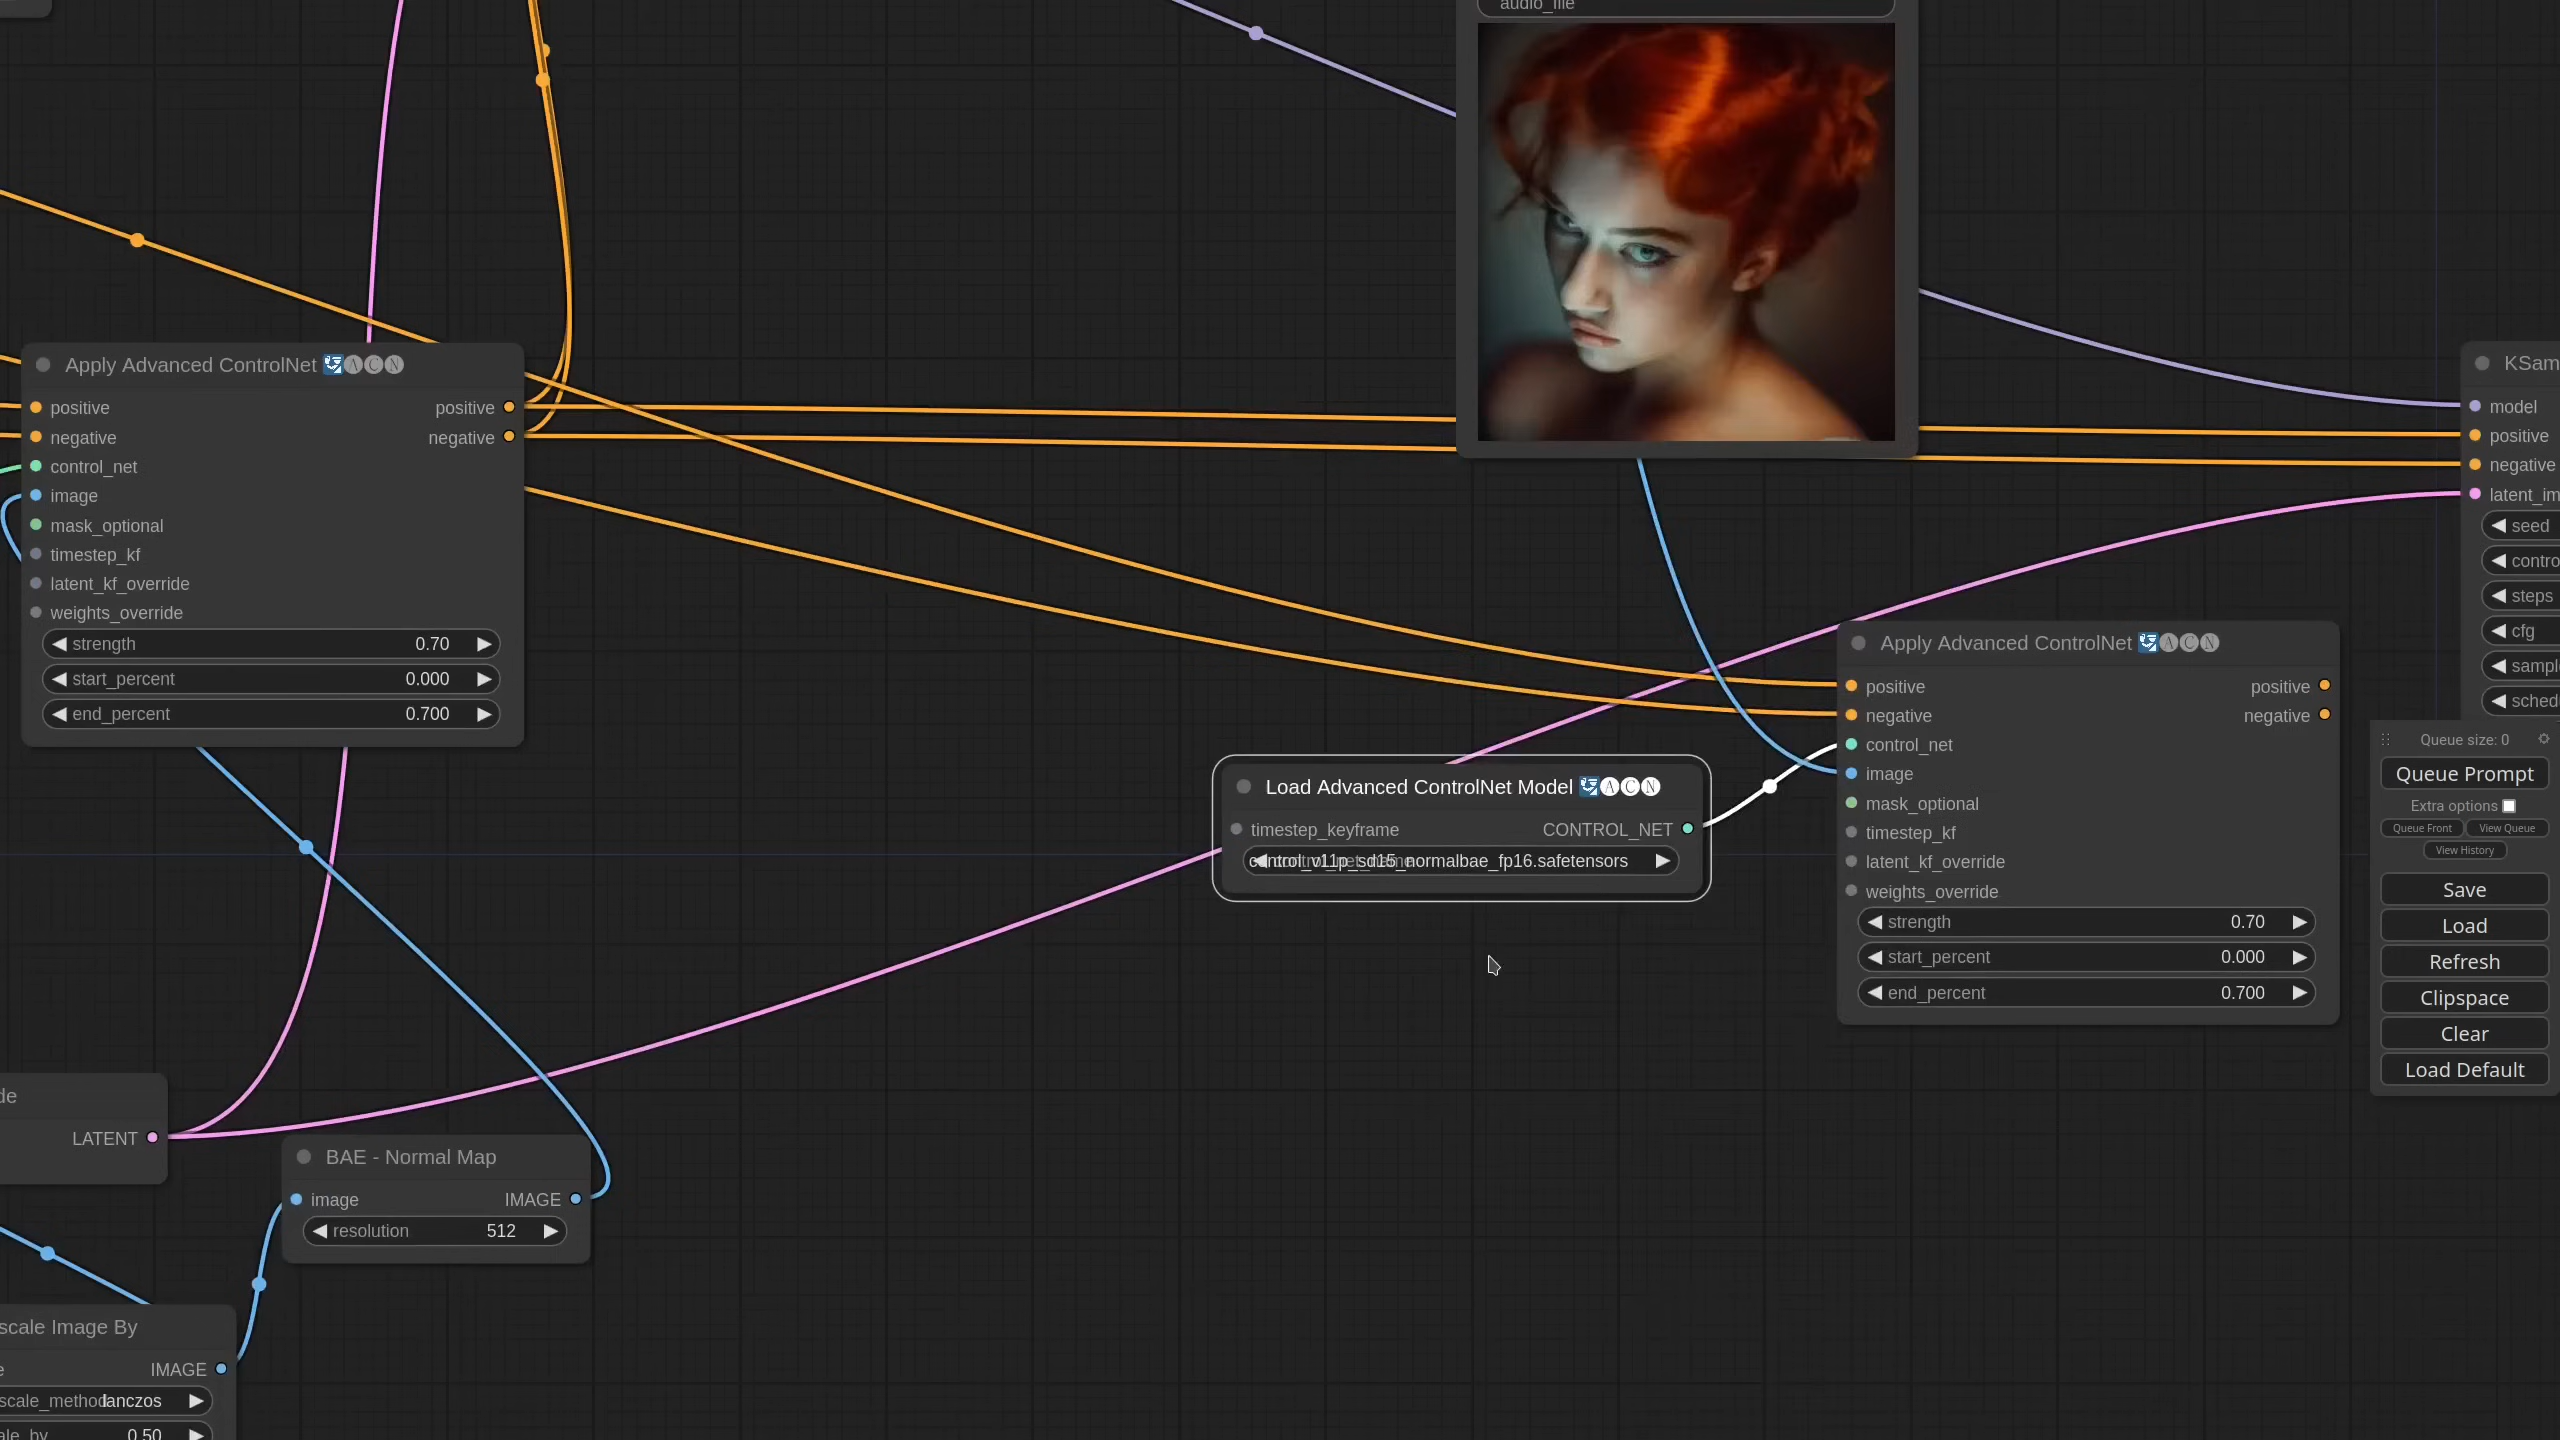 audio_file
Apply Advanced ControlNet 🛂🅐🅒🅝
positive positive
negative negative
control_net
image
mask_optional
timestep_kf
latent_kf_override
weights_override
strength 0.70
start_percent 0.000
end_percent 0.700
KSam
model
positive
negative
latent_im
seed
contro
steps
cfg
sampl
sched
Apply Advanced ControlNet 🛂🅐🅒🅝
positive positive
negative negative
control_net
image
mask_optional
timestep_kf
latent_kf_override
weights_override
strength 0.70
start_percent 0.000
end_percent 0.700
Load Advanced ControlNet Model 🛂🅐🅒🅝
timestep_keyframe CONTROL_NET
control_v11p_sd15_normalbae_fp16.safetensors
Queue size: 0
Queue Prompt
Extra options
Queue Front View Queue
View History
Save
Load
Refresh
Clipspace
Clear
Load Default
de
LATENT
BAE - Normal Map
image IMAGE
resolution 512
scale Image By
e IMAGE
scale_method lanczos
ale_by 0.50